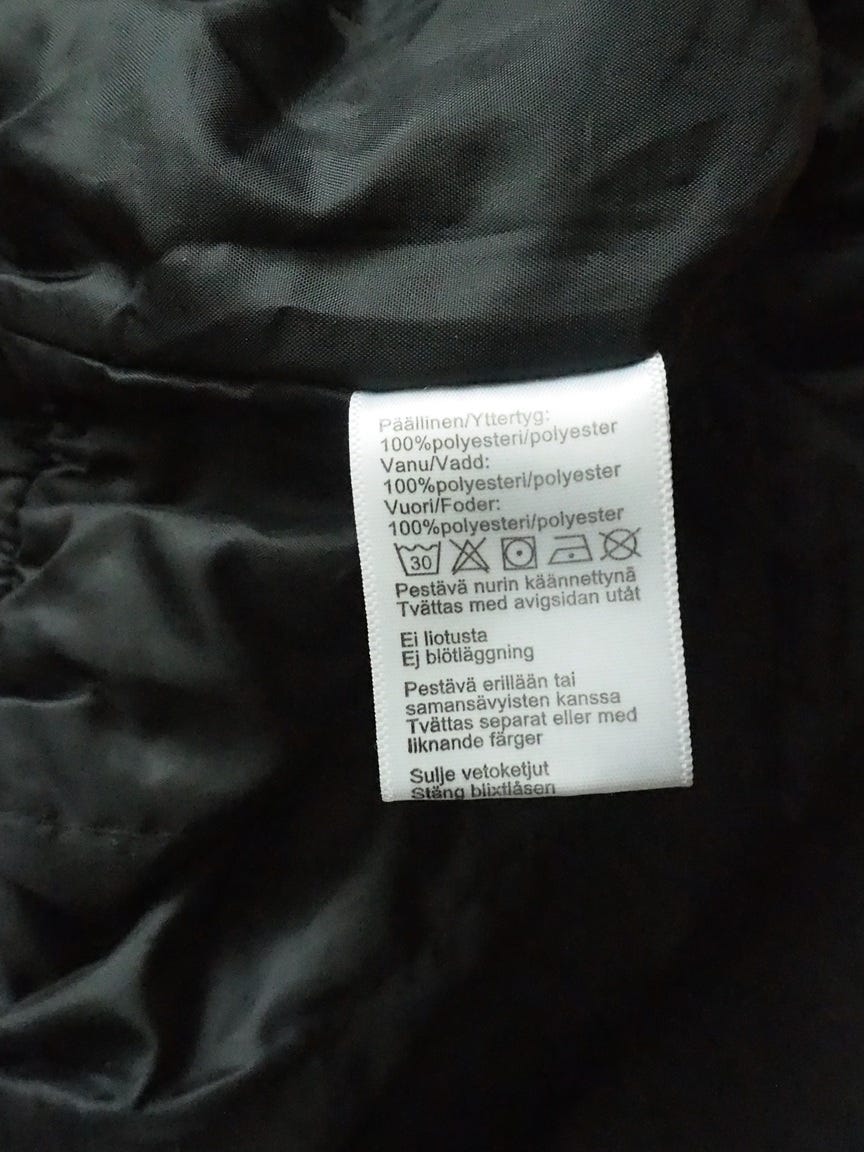 Päällinen/Yttertyg:
100%polyesteri/polyester
Vanu/Vadd:
100%polyesteri/polyester
Vuori/Foder:
100%polyesteri/polyester
30
Pestävä nurin käännettynä
Tvättas med avigsidan utåt
Ei liotusta
Ej blötläggning
Pestävä erillään tai
samansävyisten kanssa
Tvättas separat eller med
liknande färger
Sulje vetoketjut
Stäng blixtlåsen